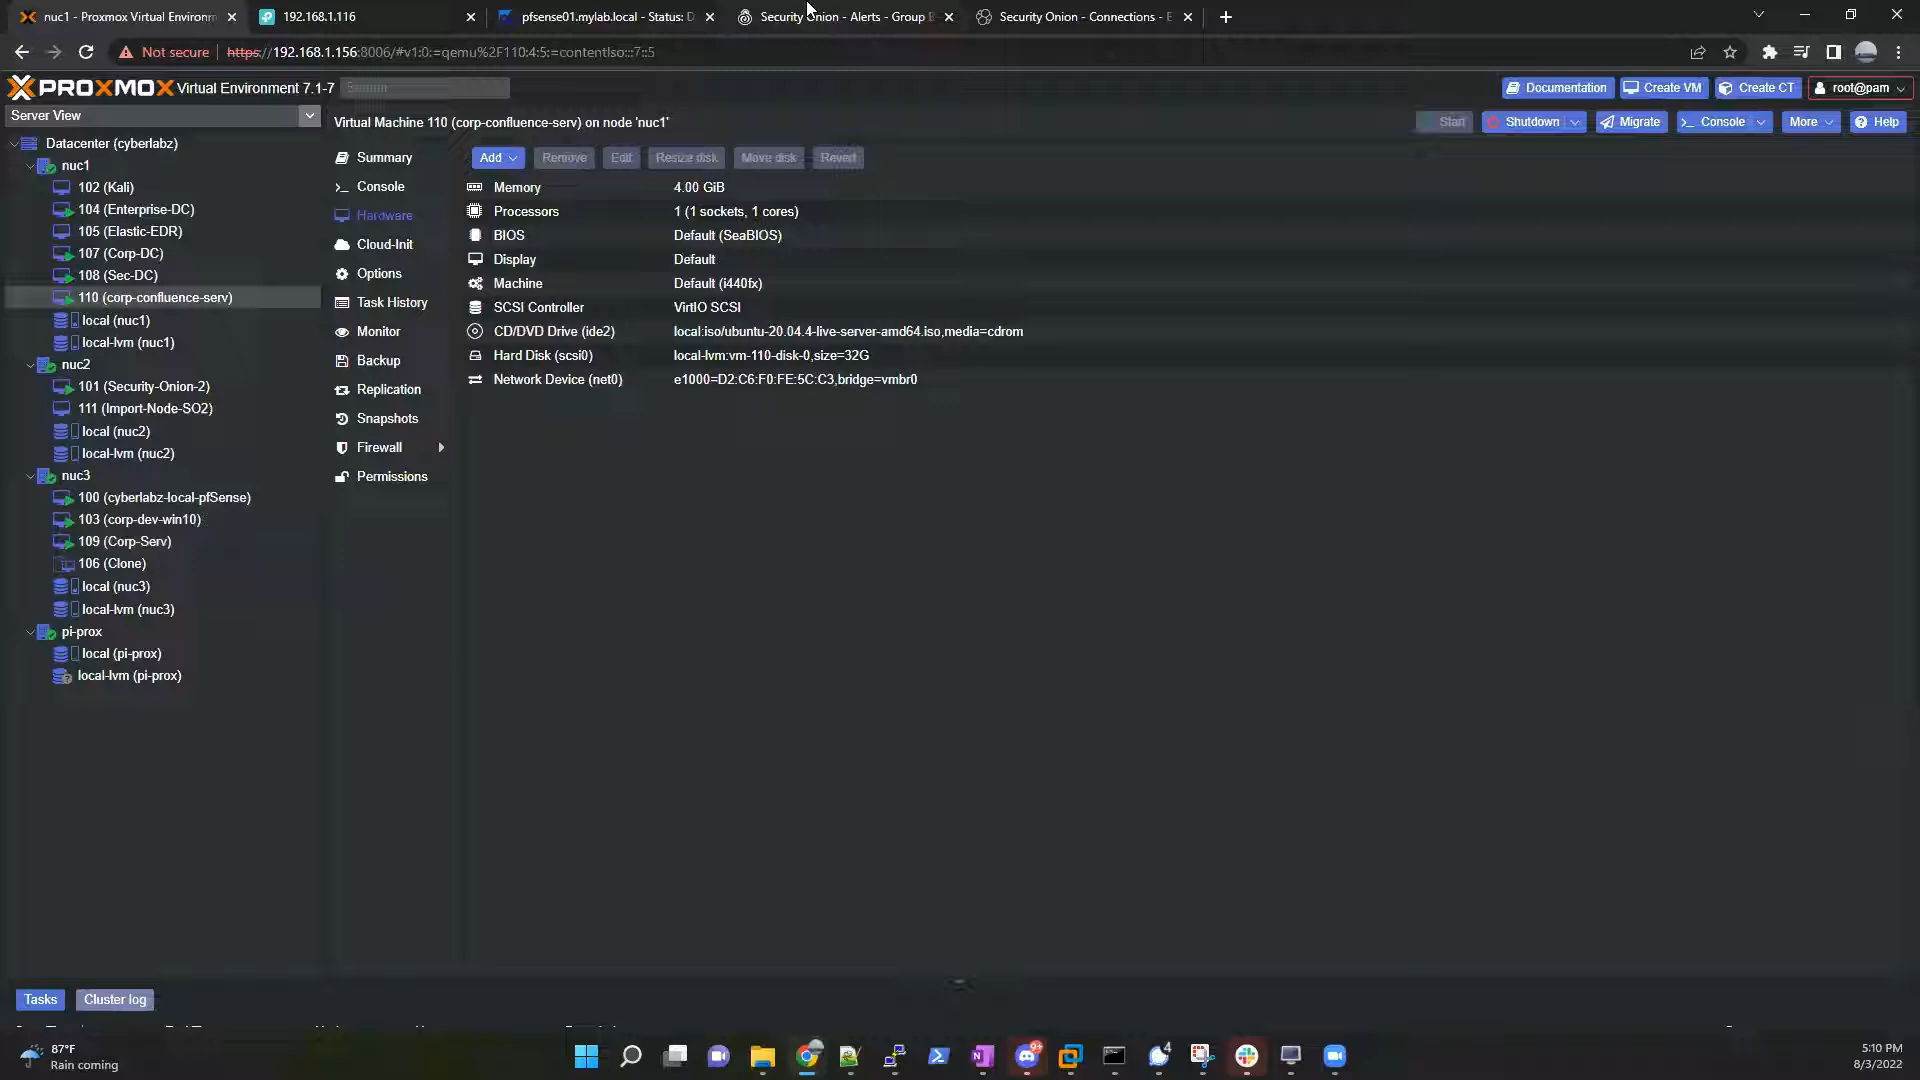 nuc1 - Proxmox Virtual Environm
192.168.1.116
pfsense01.mylab.local - Status: D
Security Onion - Alerts - Group
Security Onion - Connections - E
Not secure
https://192.168.1.156:8006/#v1:0:=qemu%2F110:4:5:=contentIso:::7::5
PROXMOX Virtual Environment 7.1-7
Search
Documentation
Create VM
Create CT
root@pam
Server View
Virtual Machine 110 (corp-confluence-serv) on node 'nuc1'
Start
Shutdown
Migrate
Console
More
Help
Datacenter (cyberlabz)
nuc1
102 (Kali)
104 (Enterprise-DC)
105 (Elastic-EDR)
107 (Corp-DC)
108 (Sec-DC)
110 (corp-confluence-serv)
local (nuc1)
local-lvm (nuc1)
nuc2
101 (Security-Onion-2)
111 (Import-Node-SO2)
local (nuc2)
local-lvm (nuc2)
nuc3
100 (cyberlabz-local-pfSense)
103 (corp-dev-win10)
109 (Corp-Serv)
106 (Clone)
local (nuc3)
local-lvm (nuc3)
pi-prox
local (pi-prox)
local-lvm (pi-prox)
Summary
Console
Hardware
Cloud-Init
Options
Task History
Monitor
Backup
Replication
Snapshots
Firewall
Permissions
Add
Remove
Edit
Resize disk
Move disk
Revert
Memory 4.00 GiB
Processors 1 (1 sockets, 1 cores)
BIOS Default (SeaBIOS)
Display Default
Machine Default (i440fx)
SCSI Controller VirtIO SCSI
CD/DVD Drive (ide2) local:iso/ubuntu-20.04.4-live-server-amd64.iso,media=cdrom
Hard Disk (scsi0) local-lvm:vm-110-disk-0,size=32G
Network Device (net0) e1000=D2:C6:F0:FE:5C:C3,bridge=vmbr0
Tasks
Cluster log
87°F
Rain coming
9+
4
5:10 PM
8/3/2022